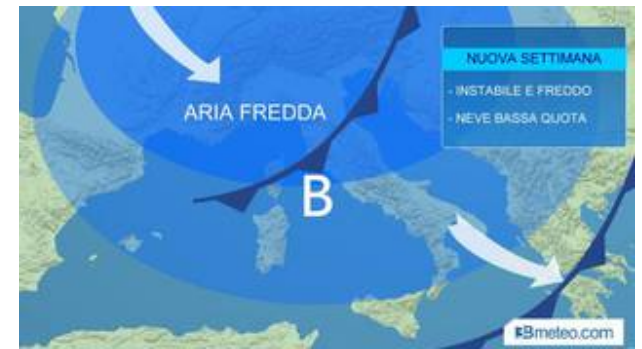 NUOVA SETTIMANA
- INSTABILE E FREDDO
- NEVE BASSA QUOTA
ARIA FREDDA
B
3Bmeteo.com